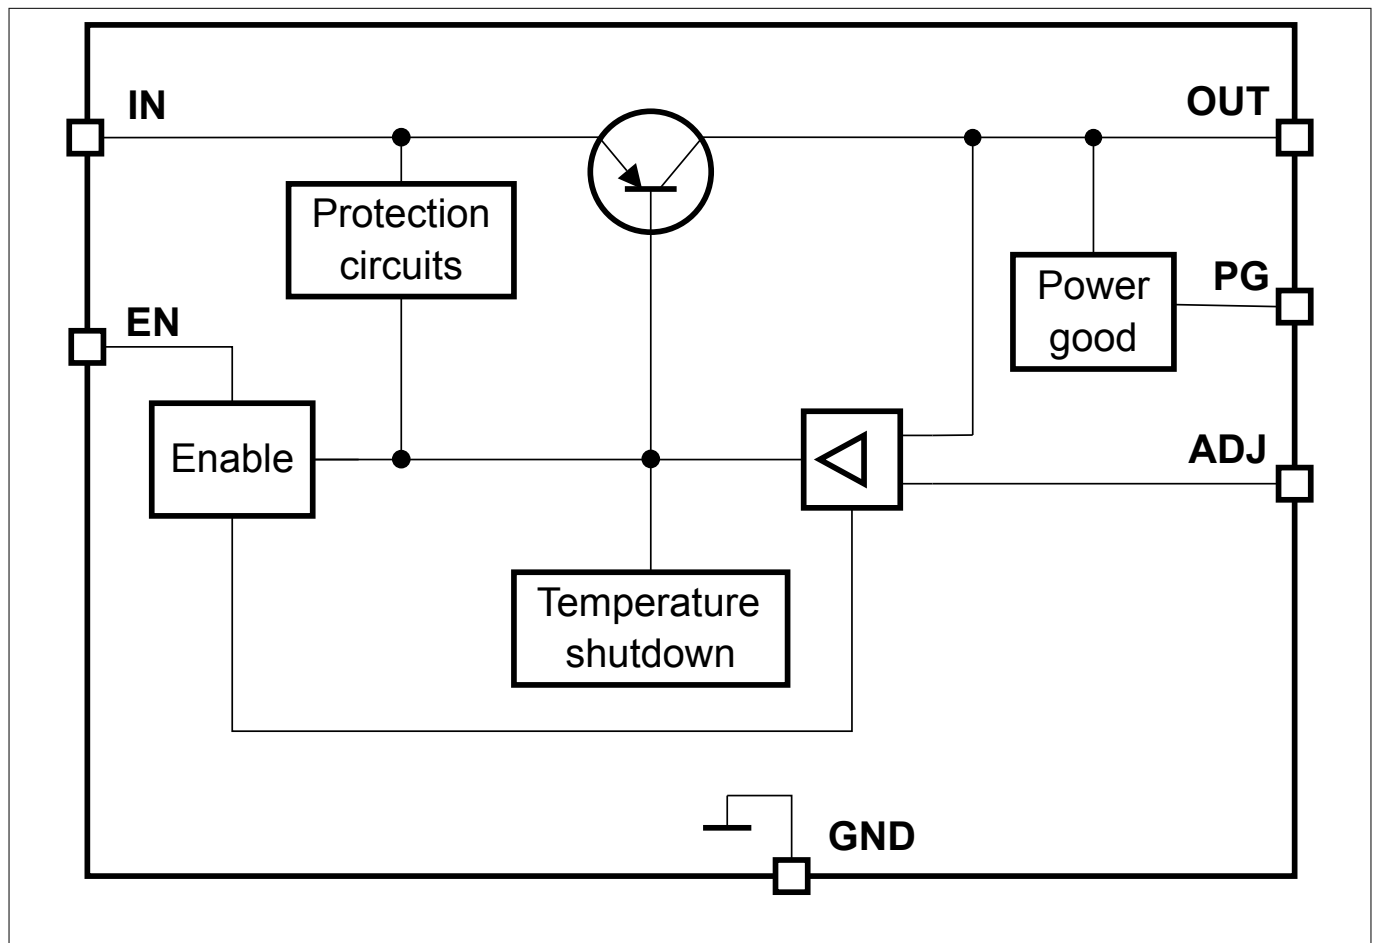 IN
OUT
Protection
circuits
PG
Power
good
EN
Enable
ADJ
Temperature
shutdown
GND